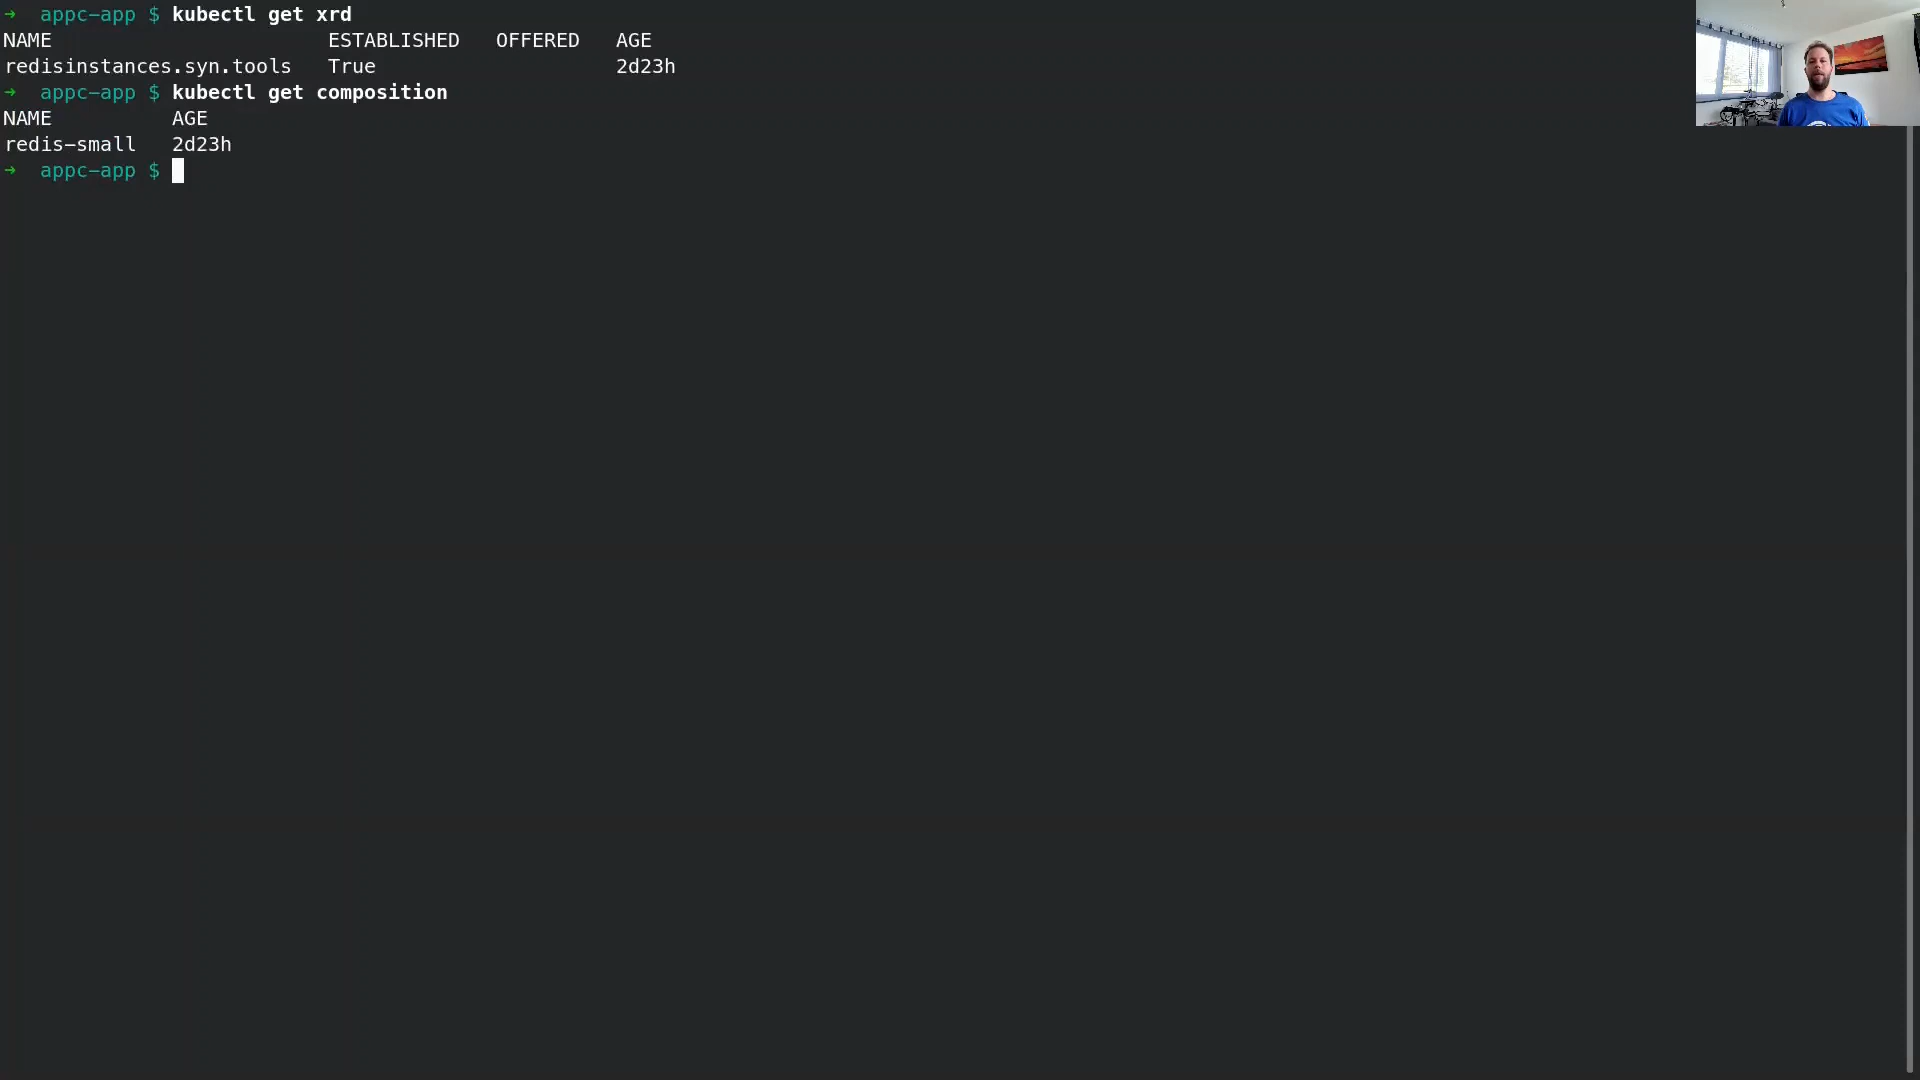 ➜ appc-app $ kubectl get xrd
NAME ESTABLISHED OFFERED AGE
redisinstances.syn.tools True 2d23h
➜ appc-app $ kubectl get composition
NAME AGE
redis-small 2d23h
➜ appc-app $